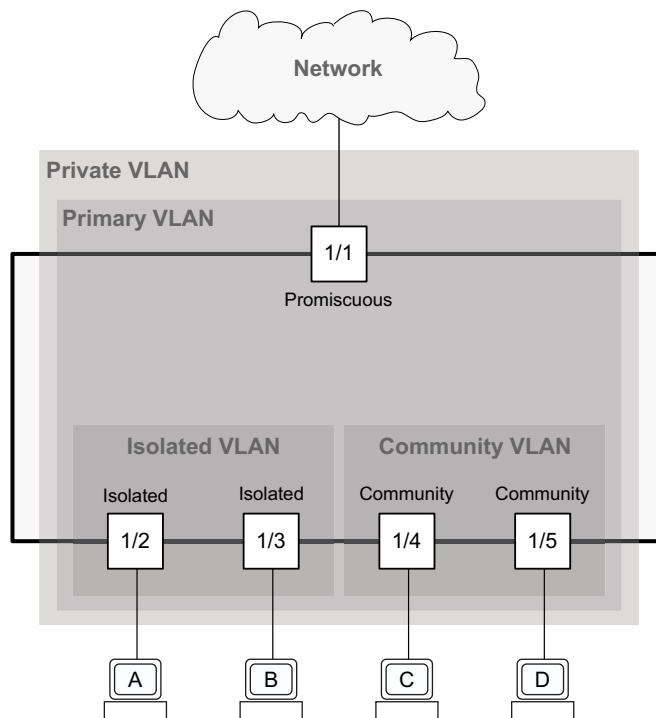 Network
Private VLAN
Primary VLAN
1/1
Promiscuous
Isolated VLAN
Community VLAN
Isolated
Isolated
Community
Community
1/2
1/3
1/4
1/5
A
B
C
D